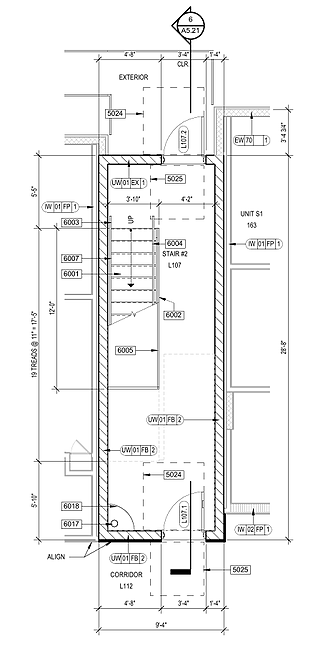 6
A5.21
4'-8"
3'-4"
1'-4"
CLR.
EXTERIOR
5024
L107.2
EW 70 1
3'-4 3/4"
UW 01 EX 1
5025
3'-10"
4'-2"
5'-5"
IW 01 FP 1
UNIT S1
163
6003
UP
6004
IW 01 FP 1
STAIR #2
L107
6007
6001
6002
12'-0"
19 TREADS @ 11" = 17'-5"
6005
28'-8"
UW 01 FB 2
UW 01 FB 2
5024
5'-10"
6018
L107.1
6017
IW 02 FP 1
ALIGN
UW 01 FB 2
CORRIDOR
L112
5025
4'-8"
3'-4"
1'-4"
9'-4"